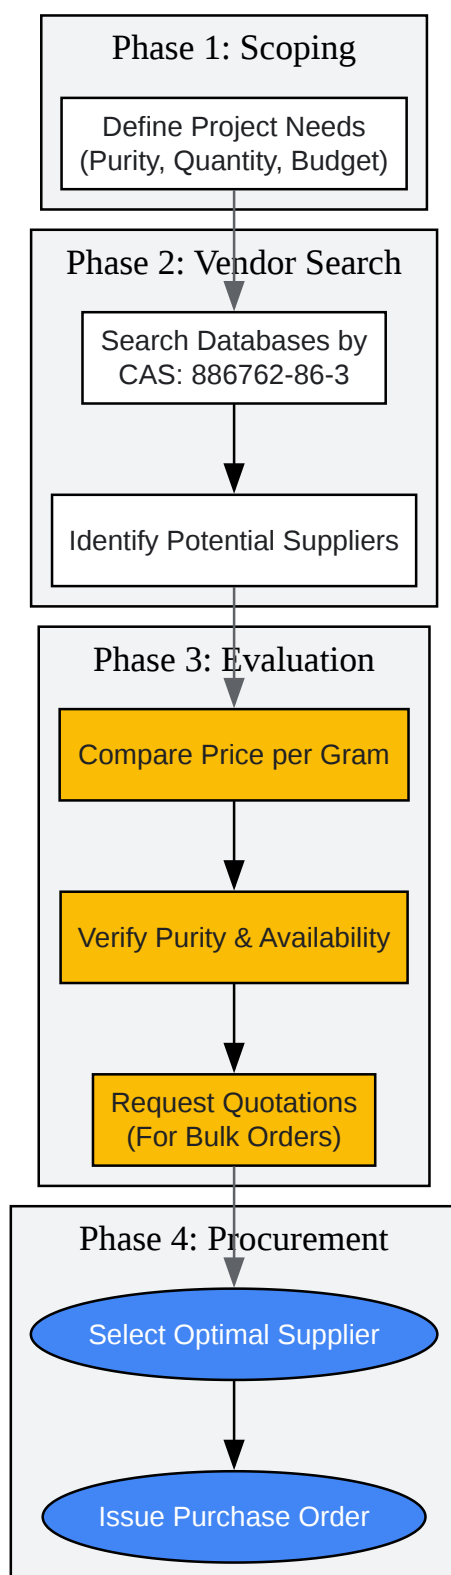 Phase 1: Scoping
Define Project Needs
(Purity, Quantity, Budget)
Phase 2: Vendor Search
Search Databases by
CAS: 886762-86-3
Identify Potential Suppliers
Phase 3: Evaluation
Compare Price per Gram
Verify Purity & Availability
Request Quotations
(For Bulk Orders)
Phase 4: Procurement
Select Optimal Supplier
Issue Purchase Order